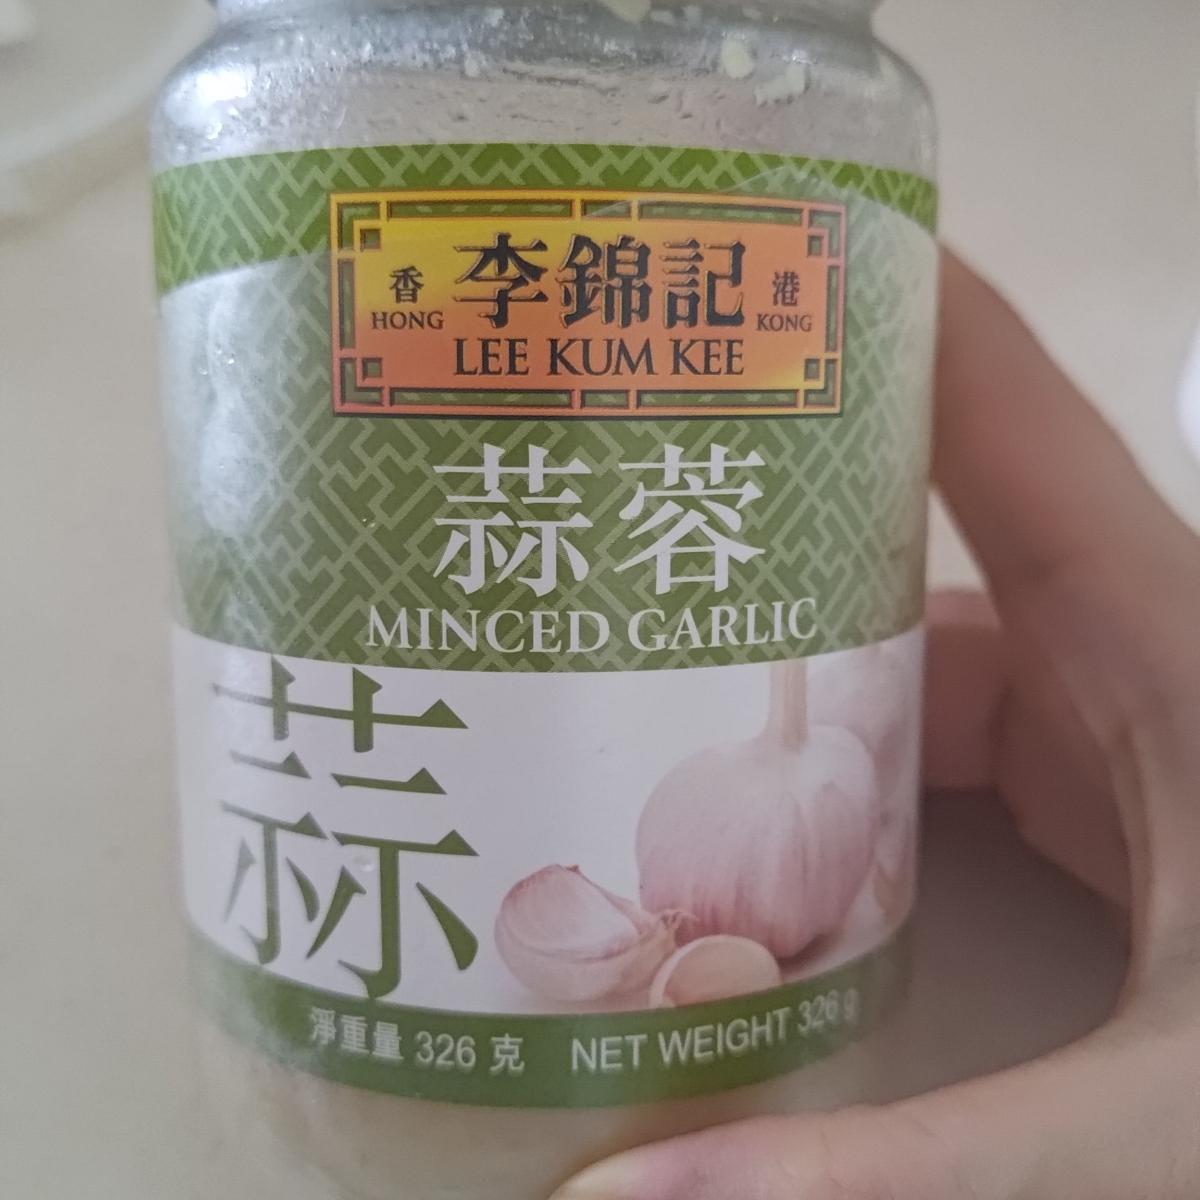 香 李錦記 港
HONG LEE KUM KEE KONG
蒜蓉
MINCED GARLIC
蒜
淨重量 326 克 NET WEIGHT 326 g